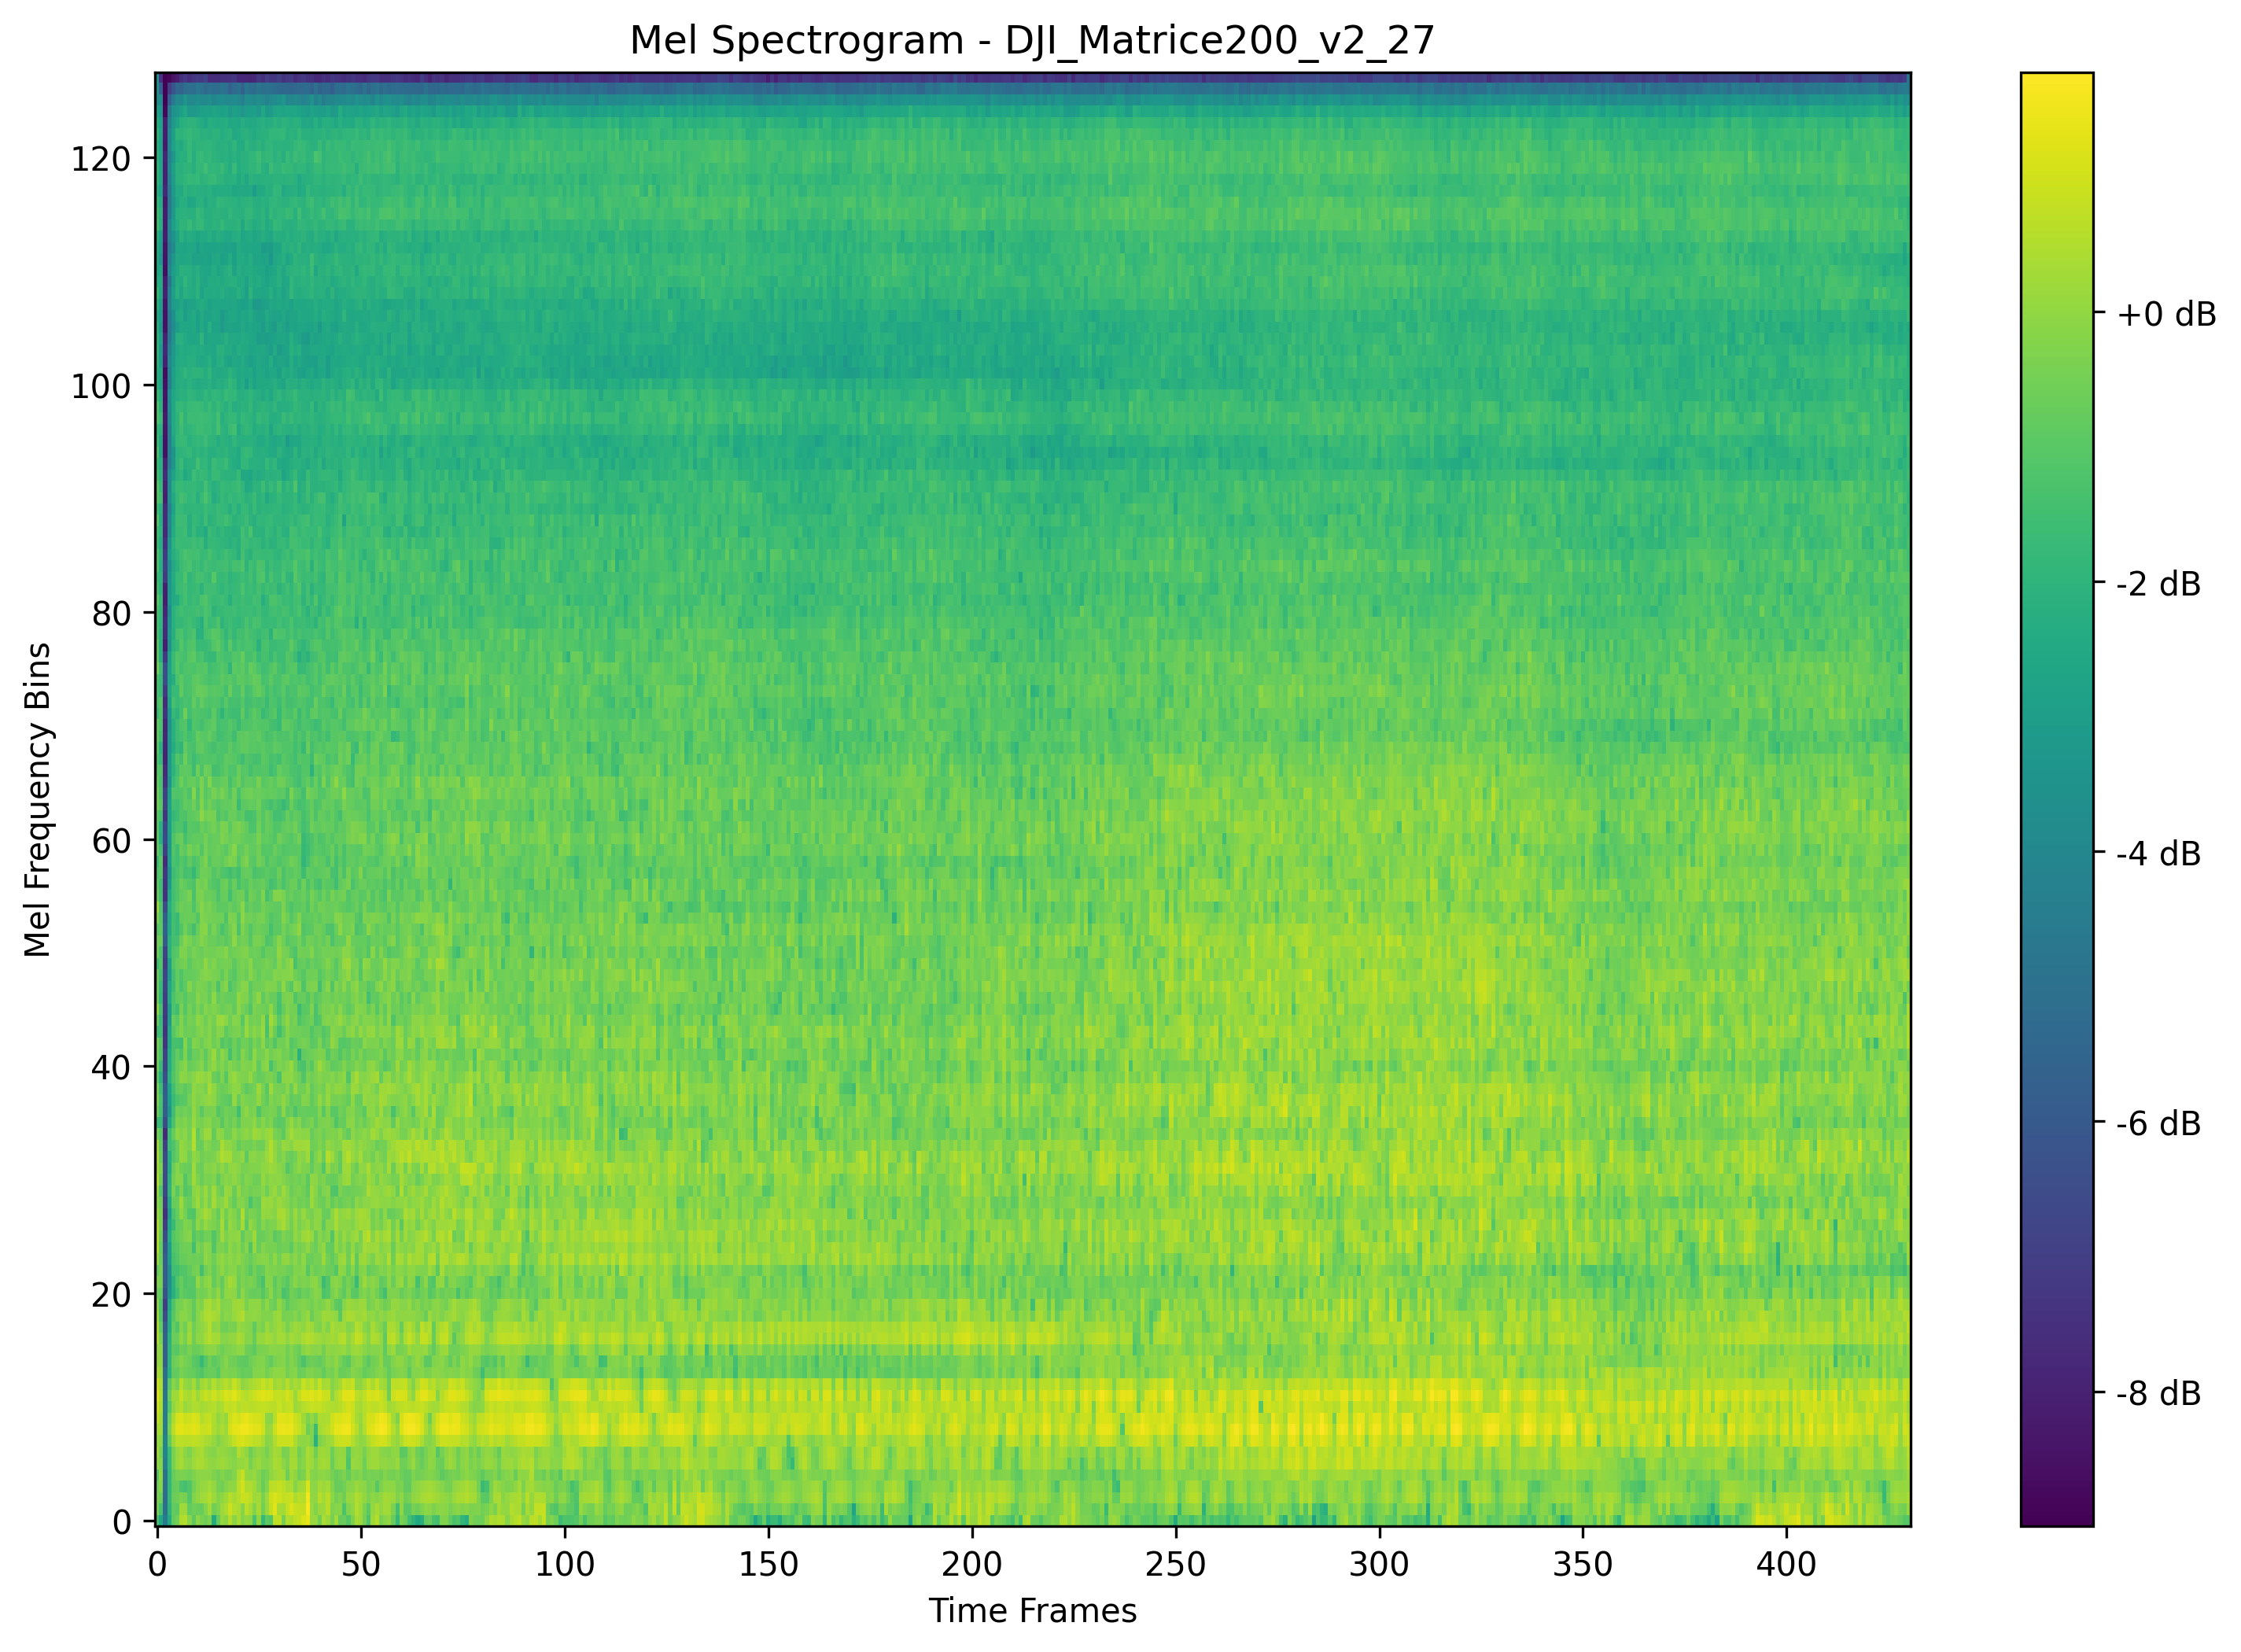 Mel Spectrogram - DJI_Matrice200_v2_27
Mel Frequency Bins
120
100
80
60
40
20
0
0 50 100 150 200 250 300 350 400
Time Frames
+0 dB
-2 dB
-4 dB
-6 dB
-8 dB